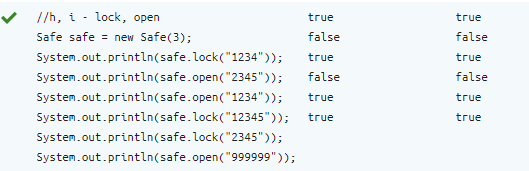 //h, i - lock, open true true
Safe safe = new Safe(3); false false
System.out.println(safe.lock("1234")); true true
System.out.println(safe.open("2345")); false false
System.out.println(safe.open("1234")); true true
System.out.println(safe.lock("12345")); true true
System.out.println(safe.lock("2345"));
System.out.println(safe.open("999999"));